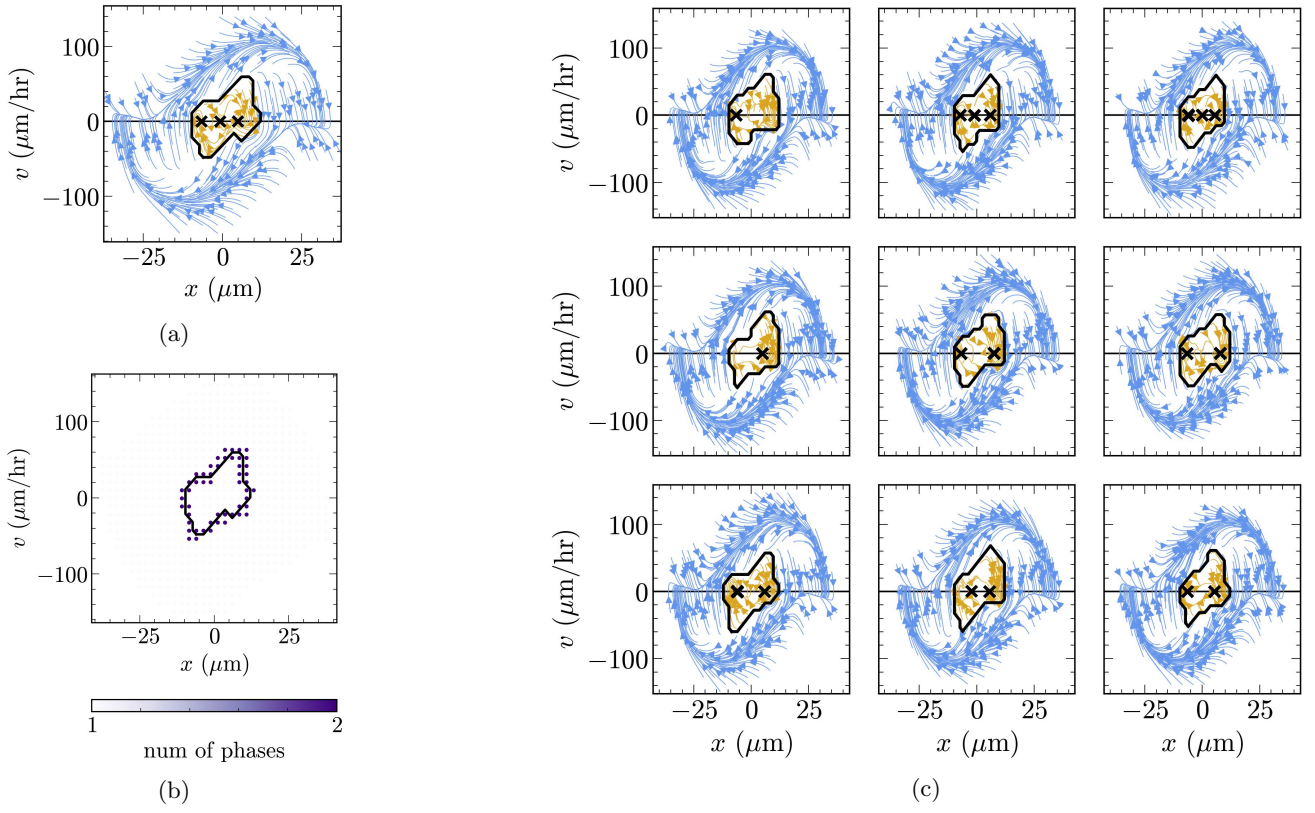 100
0
−100
v (μm/hr)
−25 0 25
x (μm)
(a)
100
0
−100
v (μm/hr)
−25 0 25
x (μm)
1 2
num of phases
(b)
100
0
−100
v (μm/hr)
100
0
−100
v (μm/hr)
100
0
−100
v (μm/hr)
−25 0 25 −25 0 25 −25 0 25
x (μm) x (μm) x (μm)
(c)